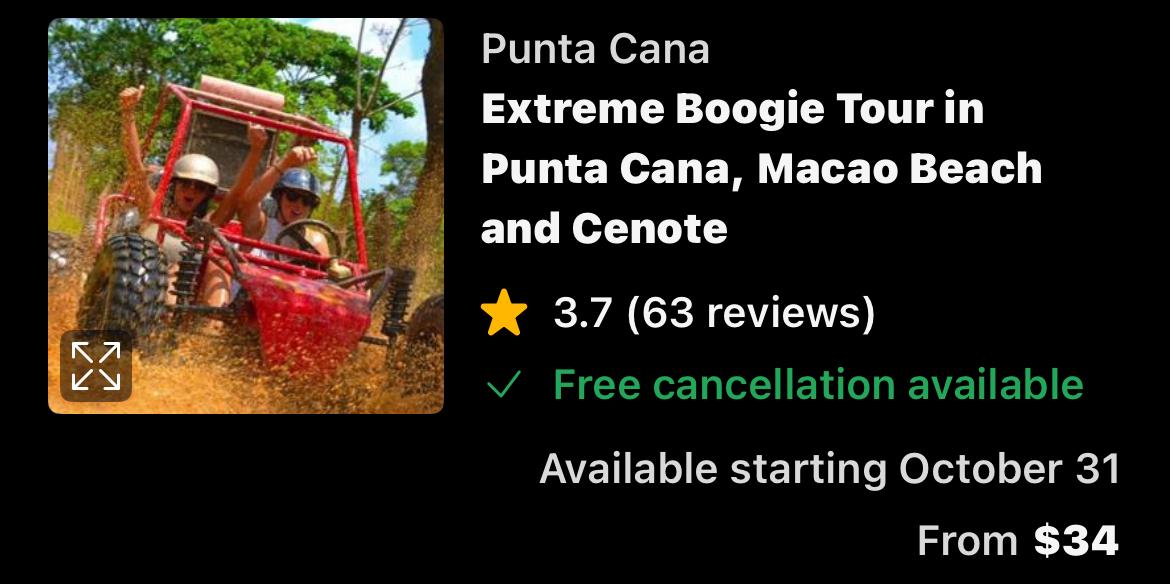 Punta Cana
Extreme Boogie Tour in
Punta Cana, Macao Beach
and Cenote
3.7 (63 reviews)
Free cancellation available
Available starting October 31
From $34